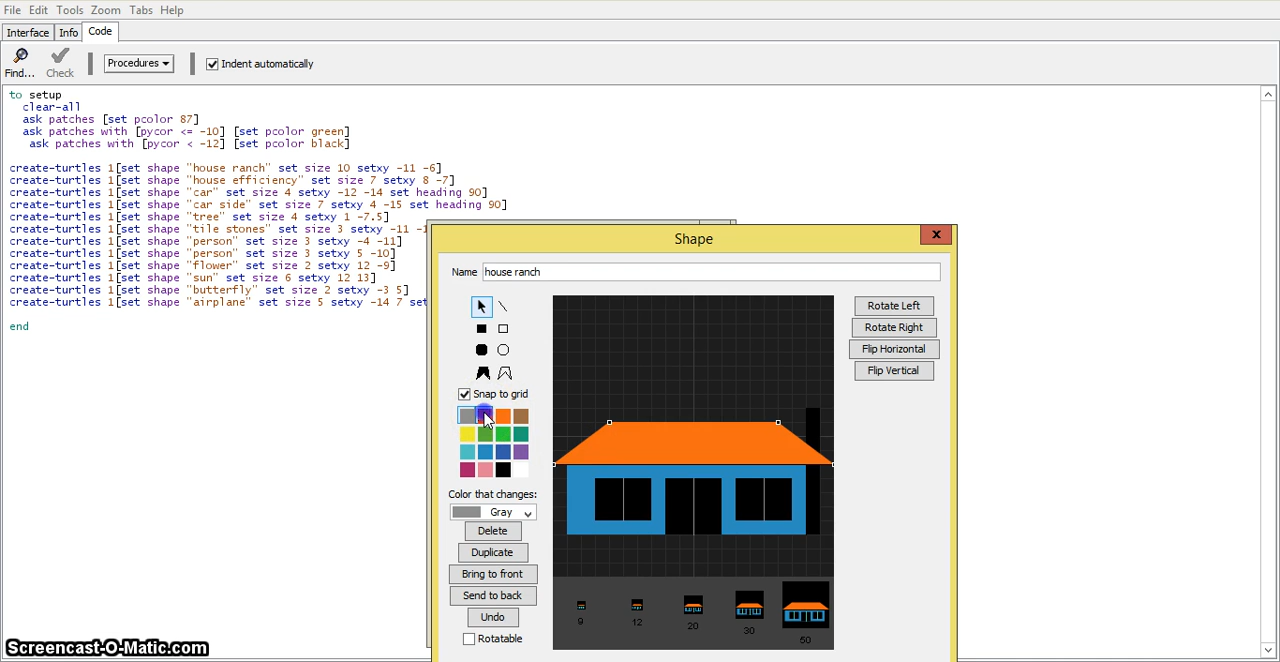 File Edit Tools Zoom Tabs Help
Interface Info Code
Find... Check Procedures Indent automatically
to setup
clear-all
ask patches [set pcolor 87]
ask patches with [pycor <= -10] [set pcolor green]
ask patches with [pycor < -12] [set pcolor black]
create-turtles 1[set shape "house ranch" set size 10 setxy -11 -6]
create-turtles 1[set shape "house efficiency" set size 7 setxy 8 -7]
create-turtles 1[set shape "car" set size 4 setxy -12 -14 set heading 90]
create-turtles 1[set shape "car side" set size 7 setxy 4 -15 set heading 90]
create-turtles 1[set shape "tree" set size 4 setxy 1 -7.5]
create-turtles 1[set shape "tile stones" set size 3 setxy -11 -1
create-turtles 1[set shape "person" set size 3 setxy -4 -11]
create-turtles 1[set shape "person" set size 3 setxy 5 -10]
create-turtles 1[set shape "flower" set size 2 setxy 12 -9]
create-turtles 1[set shape "sun" set size 6 setxy 12 13]
create-turtles 1[set shape "butterfly" set size 2 setxy -3 5]
create-turtles 1[set shape "airplane" set size 5 setxy -14 7 set
end
Shape
Name house ranch
Snap to grid
Color that changes:
Gray
Delete
Duplicate
Bring to front
Send to back
Undo
Rotatable
9 12 20 30 50
Rotate Left
Rotate Right
Flip Horizontal
Flip Vertical
Screencast-O-Matic.com